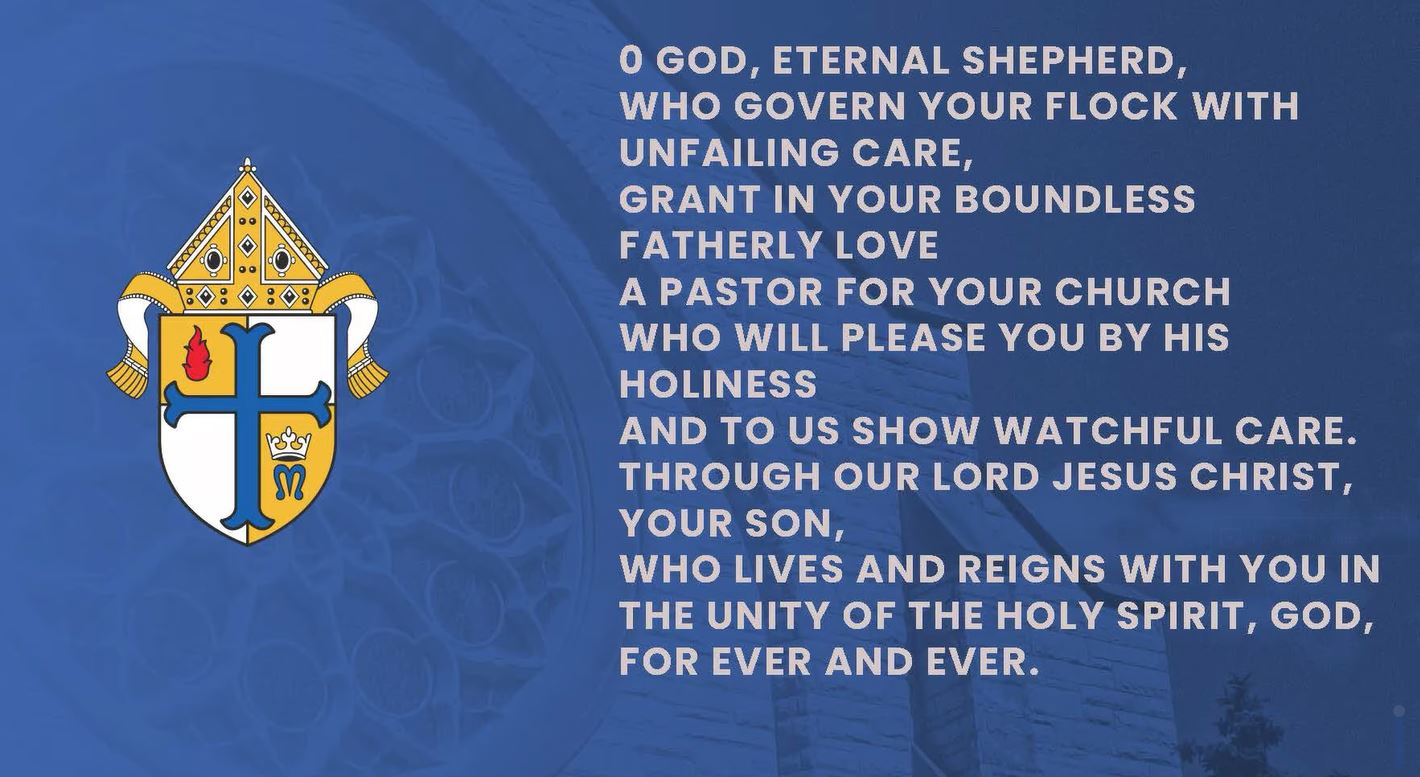 0 GOD, ETERNAL SHEPHERD,
WHO GOVERN YOUR FLOCK WITH
UNFAILING CARE,
GRANT IN YOUR BOUNDLESS
FATHERLY LOVE
A PASTOR FOR YOUR CHURCH
WHO WILL PLEASE YOU BY HIS
HOLINESS
AND TO US SHOW WATCHFUL CARE.
THROUGH OUR LORD JESUS CHRIST,
YOUR SON,
WHO LIVES AND REIGNS WITH YOU IN
THE UNITY OF THE HOLY SPIRIT, GOD,
FOR EVER AND EVER.